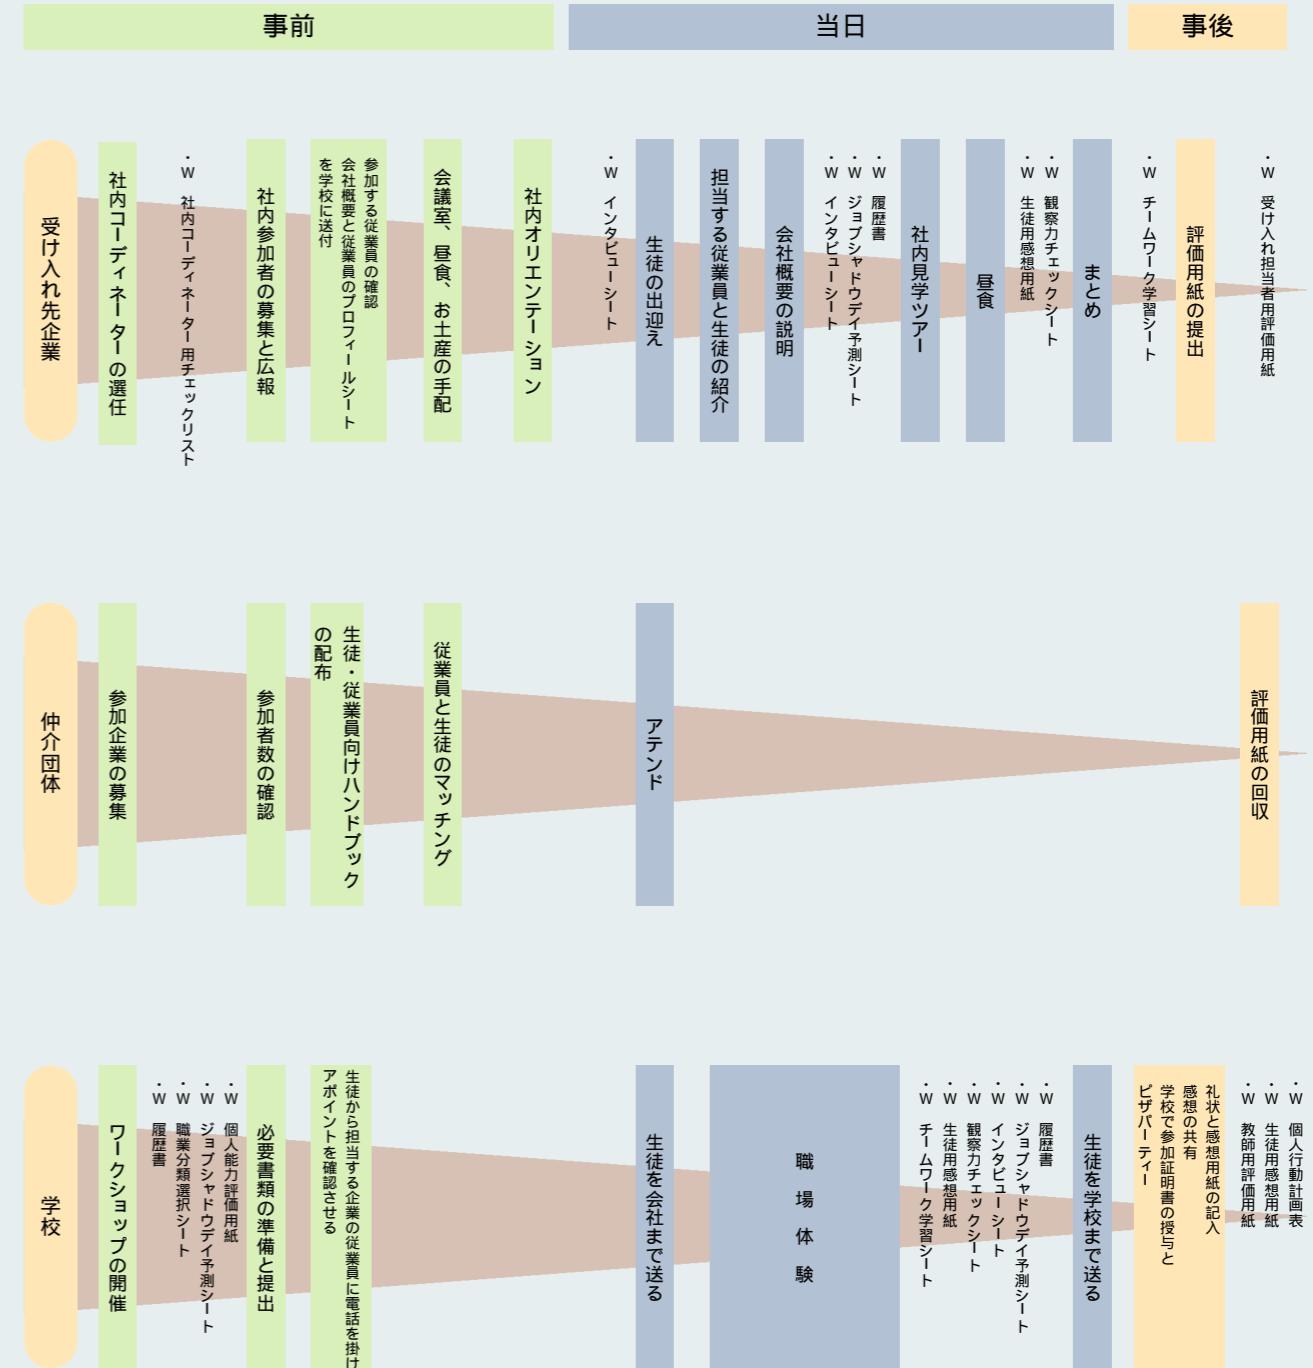 事前
当日
事後
受け入れ先企業
社内コーディネーターの選任
・W 社内コーディネーター用チェックリスト
社内参加者の募集と広報
参加する従業員の確認
会社概要と従業員のプロフィールシート
を学校に送付
会議室、昼食、お土産の手配
社内オリエンテーション
・W インタビューシート
生徒の出迎え
担当する従業員と生徒の紹介
会社概要の説明
・W 履歴書
・W ジョブシャドウデイ予測シート
・W インタビューシート
社内見学ツアー
昼食
・W 観察力チェックシート
・W 生徒用感想用紙
まとめ
・W チームワーク学習シート
評価用紙の提出
・W 受け入れ担当者用評価用紙
仲介団体
参加企業の募集
参加者数の確認
生徒・従業員向けハンドブック
の配布
従業員と生徒のマッチング
アテンド
評価用紙の回収
学校
ワークショップの開催
・W 個人能力評価用紙
・W ジョブシャドウデイ予測シート
・W 職業分類選択シート
・W 履歴書
必要書類の準備と提出
生徒から担当する企業の従業員に電話を掛け
アポイントを確認させる
生徒を会社まで送る
職場体験
・W 履歴書
・W ジョブシャドウデイ予測シート
・W インタビューシート
・W 観察力チェックシート
・W 生徒用感想用紙
・W チームワーク学習シート
生徒を学校まで送る
礼状と感想用紙の記入
感想の共有
学校で参加証明書の授与と
ピザパーティー
・W 個人行動計画表
・W 生徒用感想用紙
・W 教師用評価用紙